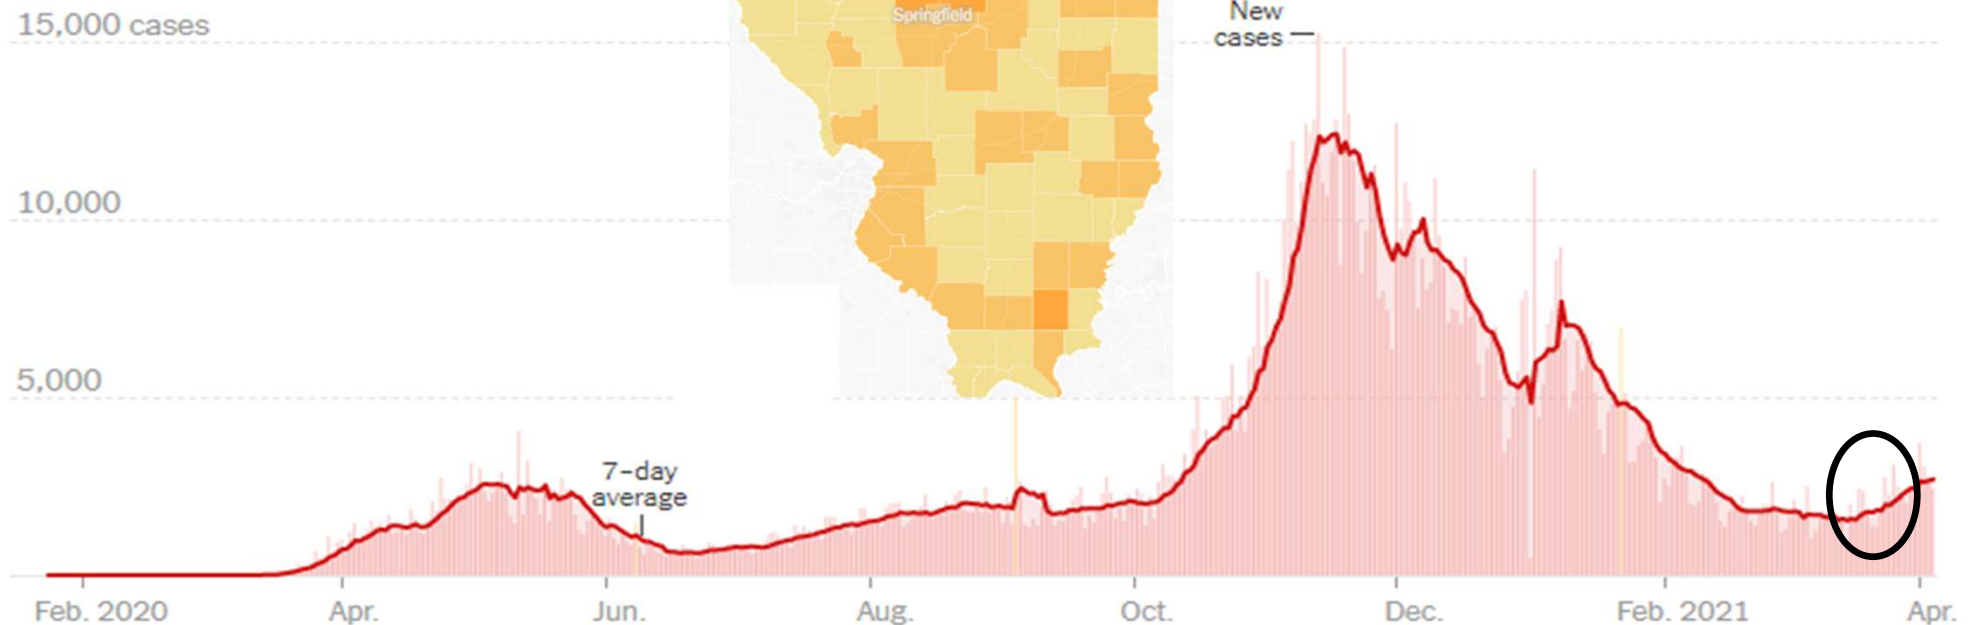 15,000 cases
Springfield
New
cases
10,000
5,000
7-day
average
Feb. 2020
Apr.
Jun.
Aug.
Oct.
Dec.
Feb. 2021
Apr.